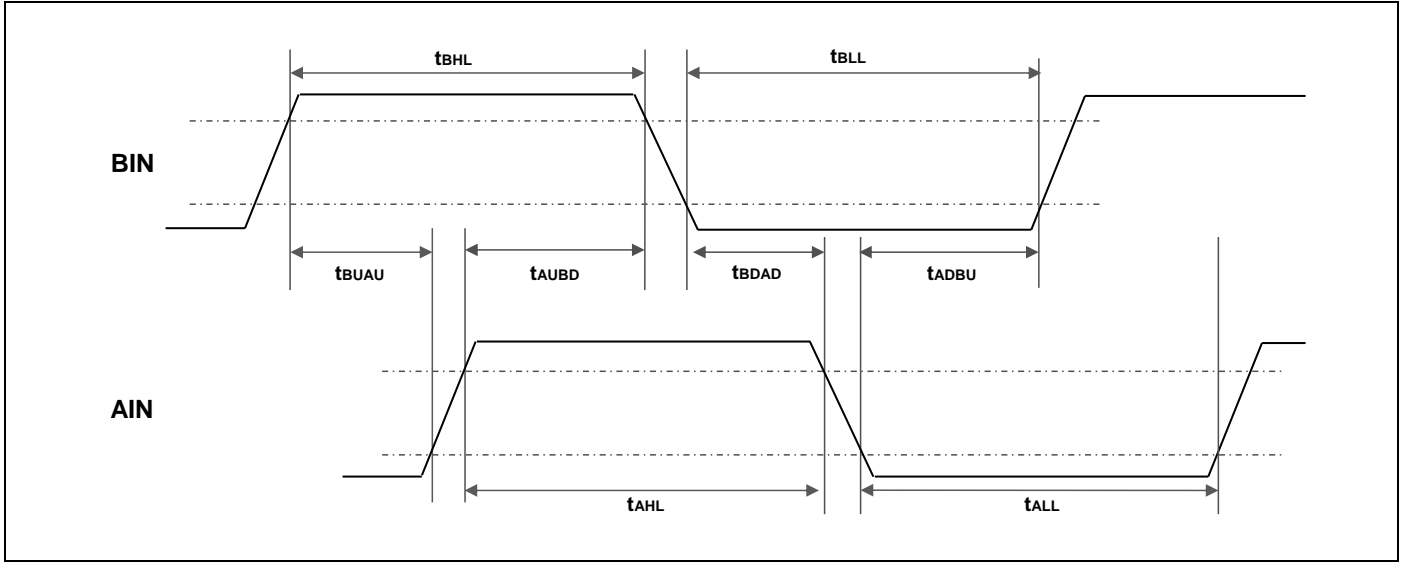 tBHL
tBLL
BIN
tBUAU
tAUBD
tBDAD
tADBU
AIN
tAHL
tALL